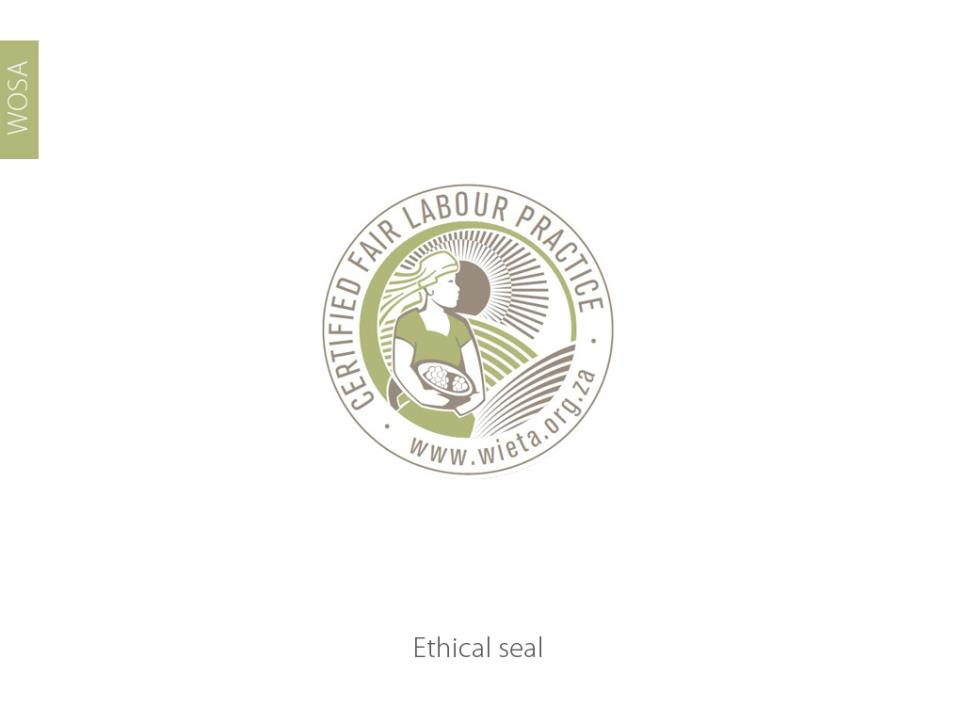 WOSA
CERTIFIED FAIR LABOUR PRACTICE
www.wieta.org.za
Ethical seal